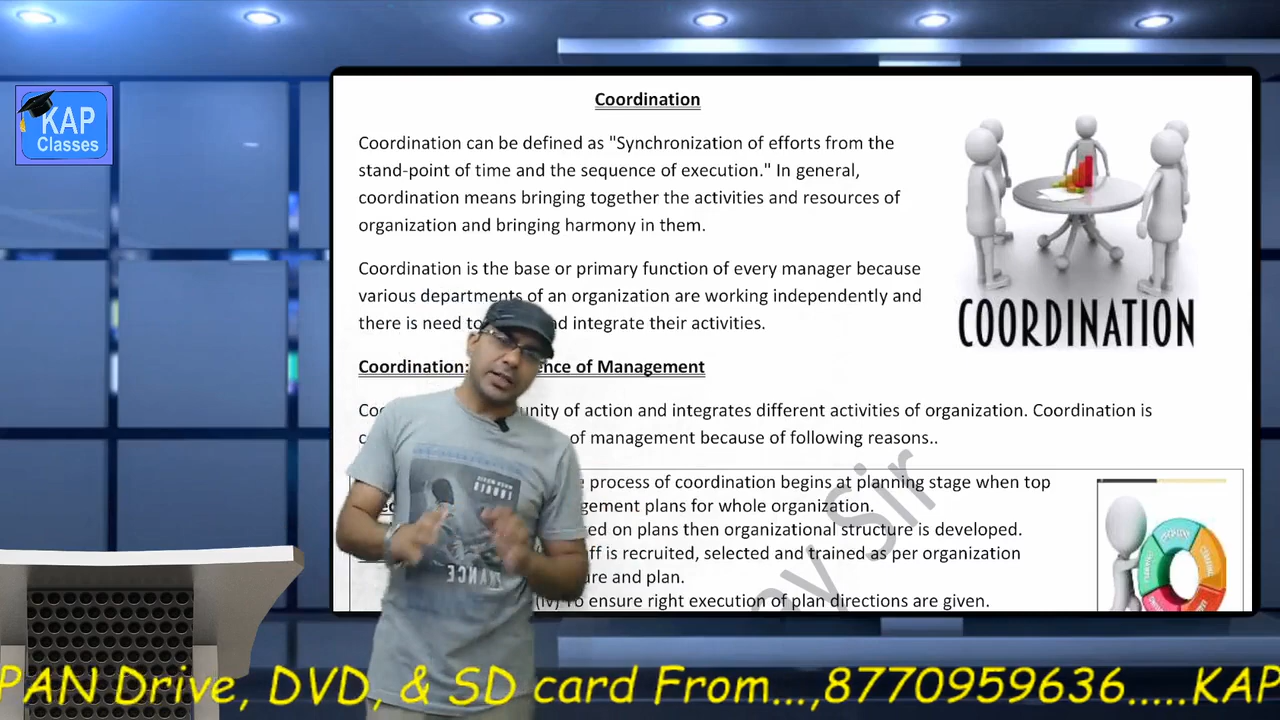 KAP
Classes
Coordination
Coordination can be defined as "Synchronization of efforts from the
stand-point of time and the sequence of execution." In general,
coordination means bringing together the activities and resources of
organization and bringing harmony in them.
Coordination is the base or primary function of every manager because
various departments of an organization are working independently and
there is need to and integrate their activities.
COORDINATION
Coordination: of Management
unity of action and integrates different activities of organization. Coordination is
of management because of following reasons..
process of coordination begins at planning stage when top
plans for whole organization.
on plans then organizational structure is developed.
is recruited, selected and trained as per organization
and plan.
(iv) To ensure right execution of plan directions are given.
Sir
PAN Drive, DVD, & SD card From...,8770959636.....KAP